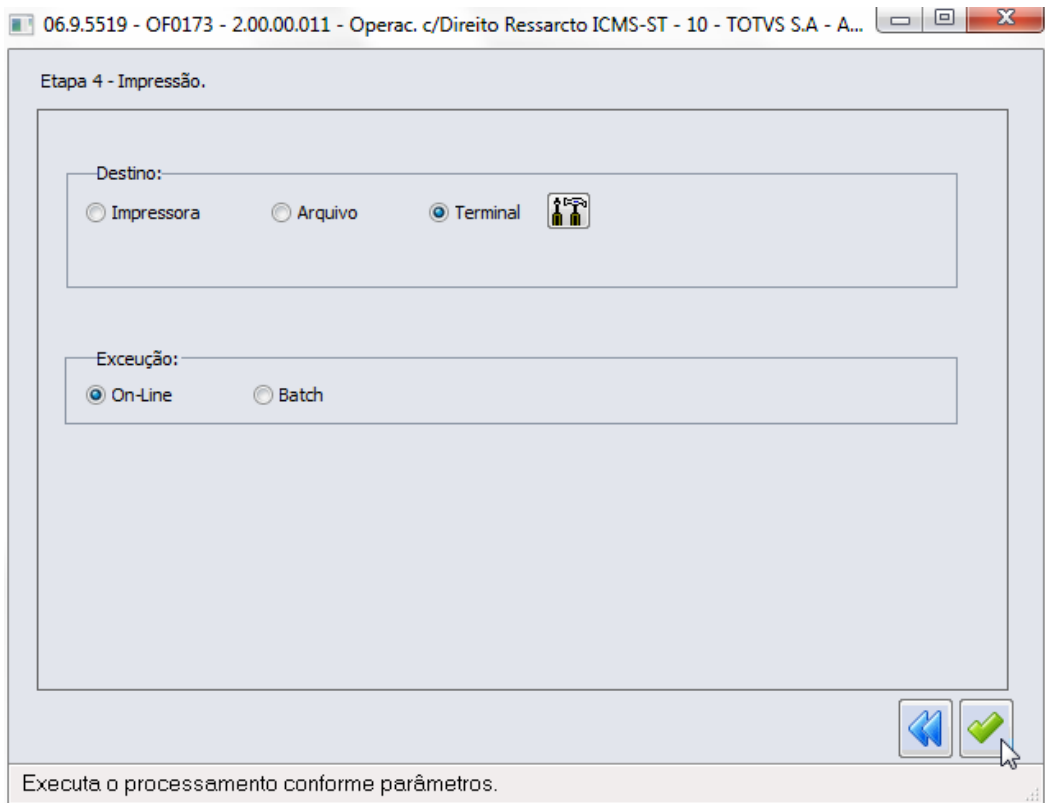 06.9.5519 - OF0173 - 2.00.00.011 - Operac. c/Direito Ressarcto ICMS-ST - 10 - TOTVS S.A - A...
Etapa 4 - Impressão.
Destino:
Impressora Arquivo Terminal
Exceução:
On-Line Batch
Executa o processamento conforme parâmetros.